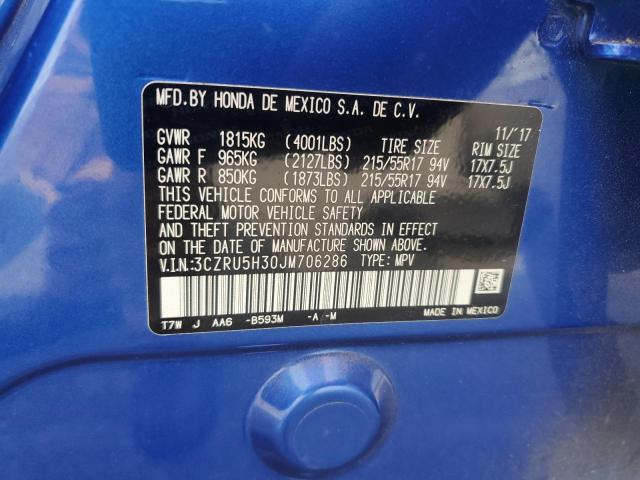 MFD.BY HONDA DE MEXICO S.A. DE C.V.
11/'17
GVWR 1815KG (4001LBS) TIRE SIZE RIM SIZE
GAWR F 965KG (2127LBS) 215/55R17 94V 17X7.5J
GAWR R 850KG (1873LBS) 215/55R17 94V 17X7.5J
THIS VEHICLE CONFORMS TO ALL APPLICABLE
FEDERAL MOTOR VEHICLE SAFETY
AND THEFT PREVENTION STANDARDS IN EFFECT
ON THE DATE OF MANUFACTURE SHOWN ABOVE.
V.I.N.:3CZRU5H30JM706286 TYPE: MPV
T7W J AA6 -B593M -A -M
MADE IN MEXICO